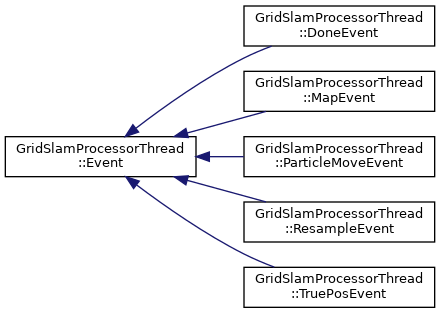 GridSlamProcessorThread
::DoneEvent
GridSlamProcessorThread
::MapEvent
GridSlamProcessorThread
::Event
GridSlamProcessorThread
::ParticleMoveEvent
GridSlamProcessorThread
::ResampleEvent
GridSlamProcessorThread
::TruePosEvent